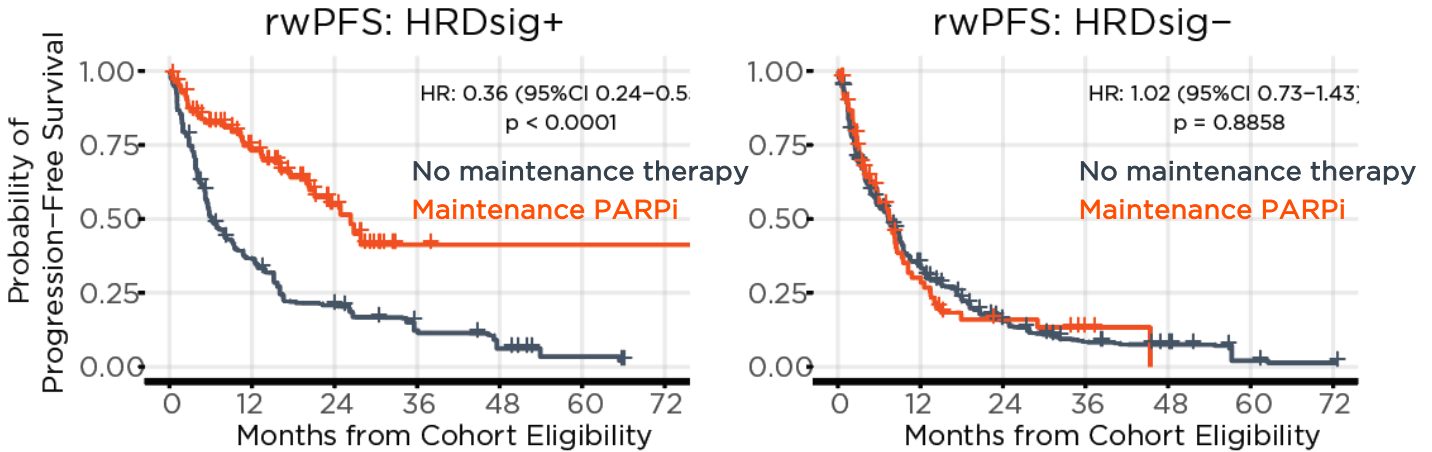 rwPFS: HRDsig+
Probability of
Progression-Free Survival
1.00
0.75
0.50
0.25
0.00
HR: 0.36 (95%CI 0.24–0.5
p < 0.0001
No maintenance therapy
Maintenance PARPi
0 12 24 36 48 60 72
Months from Cohort Eligibility
rwPFS: HRDsig−
1.00
0.75
0.50
0.25
0.00
HR: 1.02 (95%CI 0.73–1.43)
p = 0.8858
No maintenance therapy
Maintenance PARPi
0 12 24 36 48 60 72
Months from Cohort Eligibility